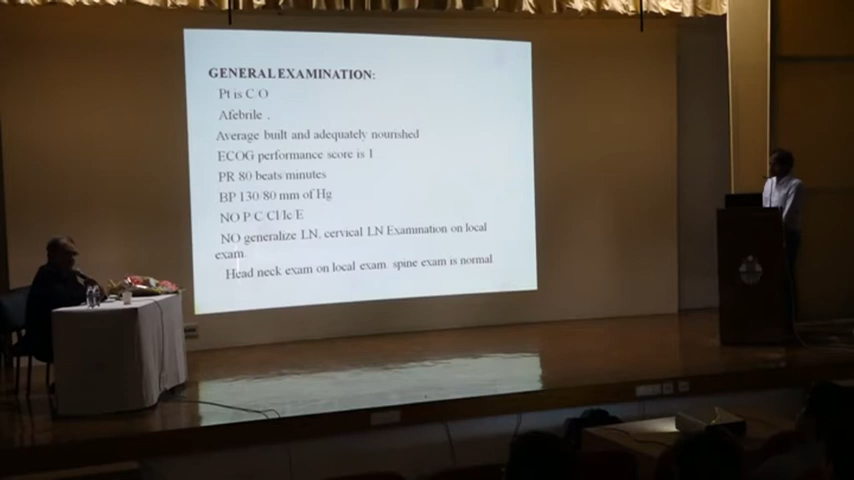 GENERAL EXAMINATION:
Pt is C O
Afebrile .
Average built and adequately nourished
ECOG performance score is 1
PR 80 beats minutes
BP 130 80 mm of Hg
NO P C Cl Ic E
NO generalize LN, cervical LN Examination on local
exam
Head neck exam on local exam spine exam is normal